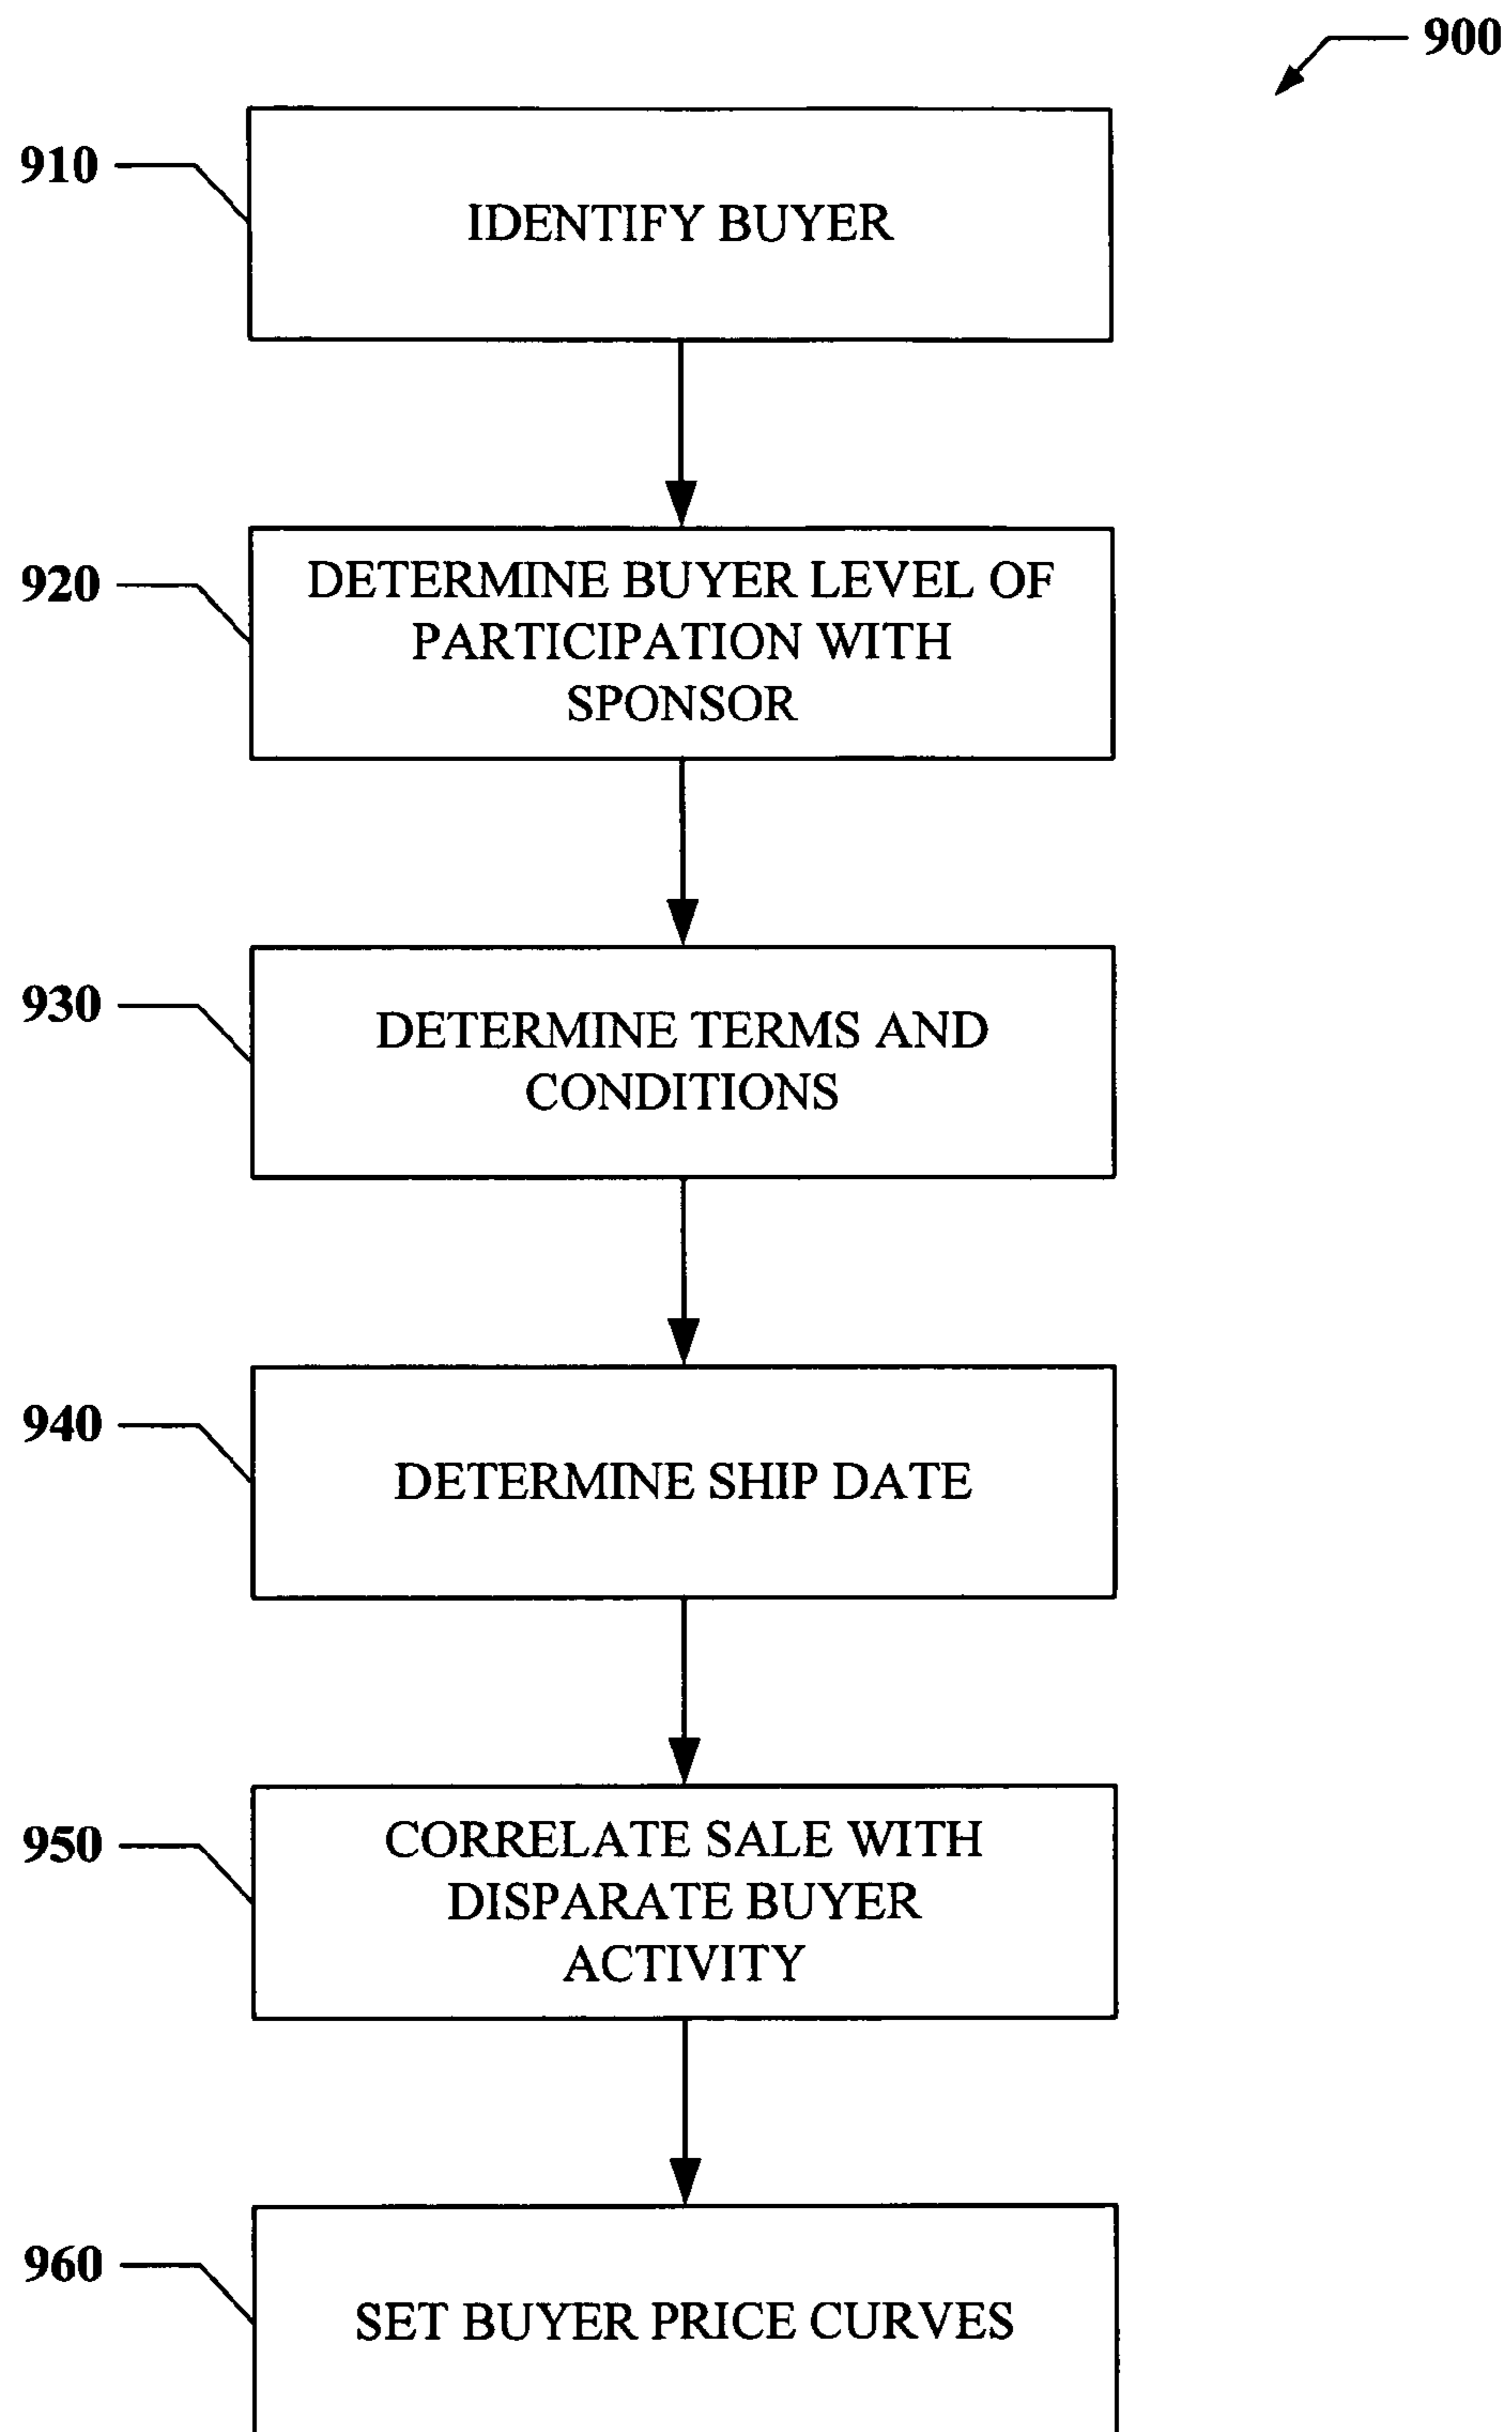 900
910
IDENTIFY BUYER
920
DETERMINE BUYER LEVEL OF
PARTICIPATION WITH
SPONSOR
930
DETERMINE TERMS AND
CONDITIONS
940
DETERMINE SHIP DATE
950
CORRELATE SALE WITH
DISPARATE BUYER
ACTIVITY
960
SET BUYER PRICE CURVES